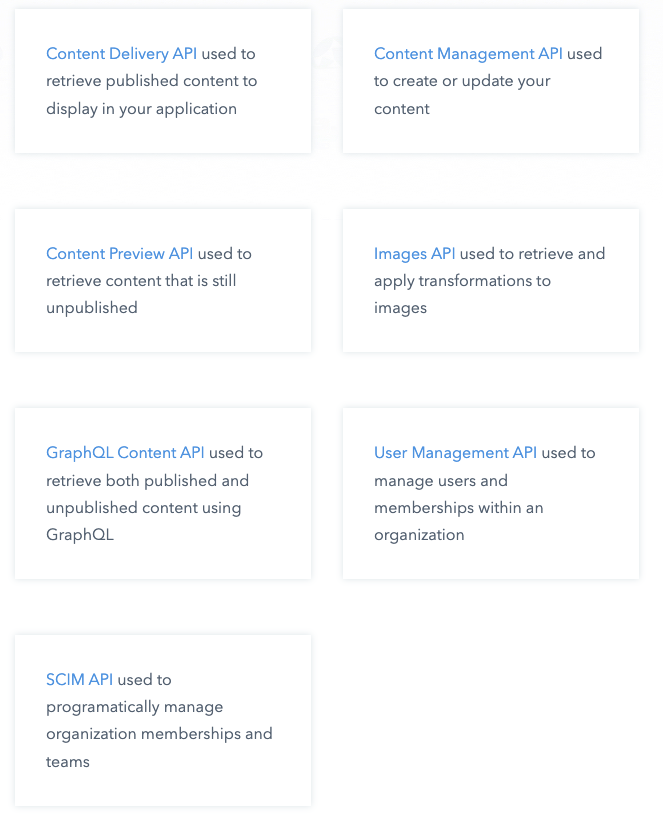 Content Delivery API used to
retrieve published content to
display in your application
Content Management API used
to create or update your
content
Content Preview API used to
retrieve content that is still
unpublished
Images API used to retrieve and
apply transformations to
images
GraphQL Content API used to
retrieve both published and
unpublished content using
GraphQL
User Management API used to
manage users and
memberships within an
organization
SCIM API used to
programatically manage
organization memberships and
teams